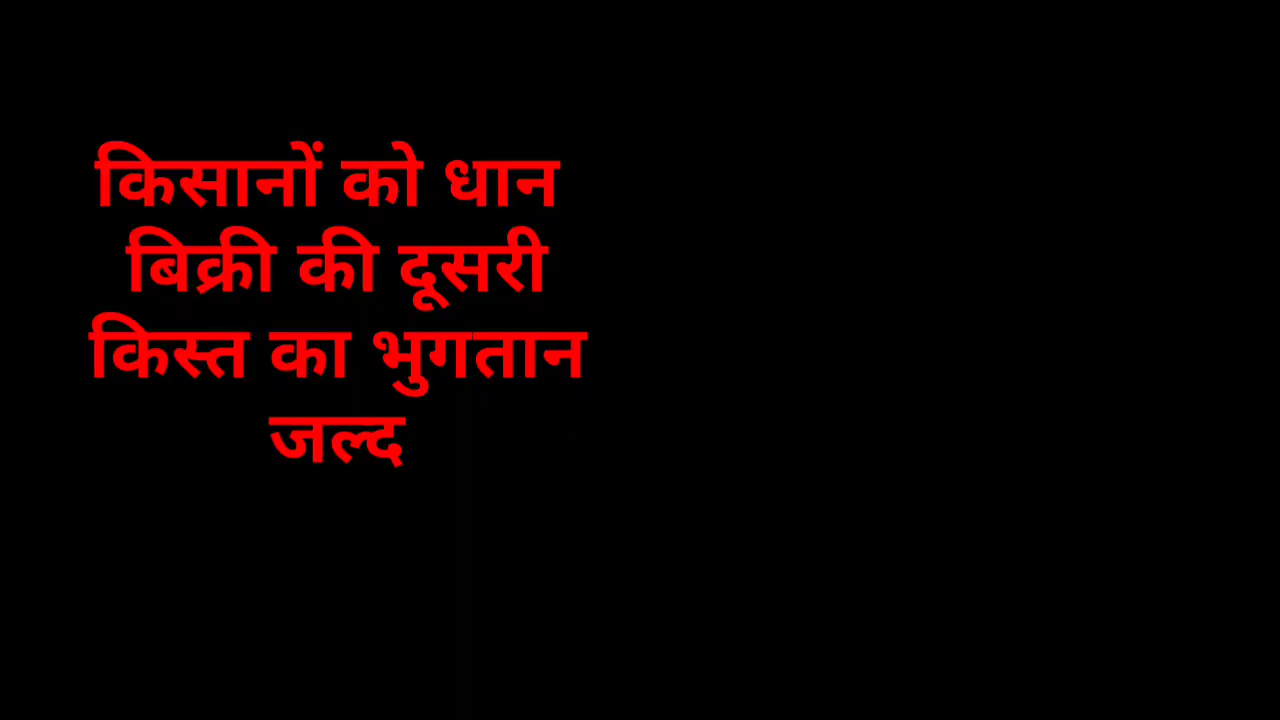 किसानों को धान
बिक्री की दूसरी
किस्त का भुगतान
जल्द